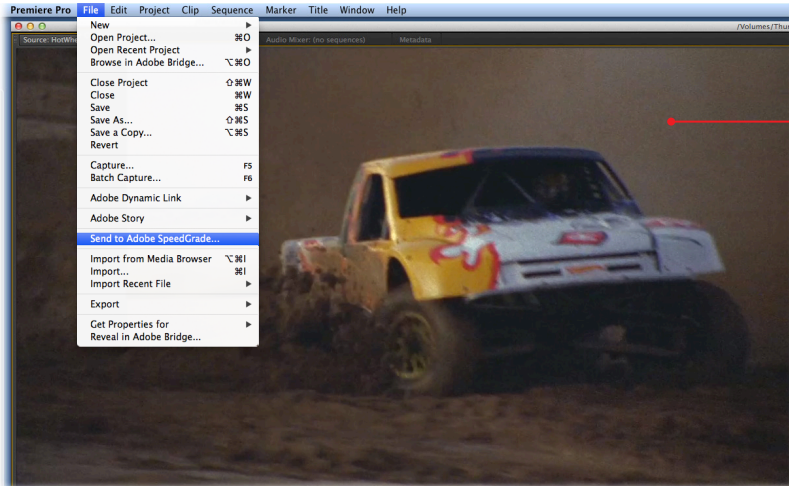 Premiere Pro File Edit Project Clip Sequence Marker Title Window Help
/Volumes/Thu
Source: HotWhe
Audio Mixer: (no sequences) Metadata
New ▶
Open Project... ⌘O
Open Recent Project ▶
Browse in Adobe Bridge... ⌥⌘O
Close Project ⇧⌘W
Close ⌘W
Save ⌘S
Save As... ⇧⌘S
Save a Copy... ⌥⌘S
Revert
Capture... F5
Batch Capture... F6
Adobe Dynamic Link ▶
Adobe Story ▶
Send to Adobe SpeedGrade...
Import from Media Browser ⌥⌘I
Import... ⌘I
Import Recent File ▶
Export ▶
Get Properties for ▶
Reveal in Adobe Bridge...